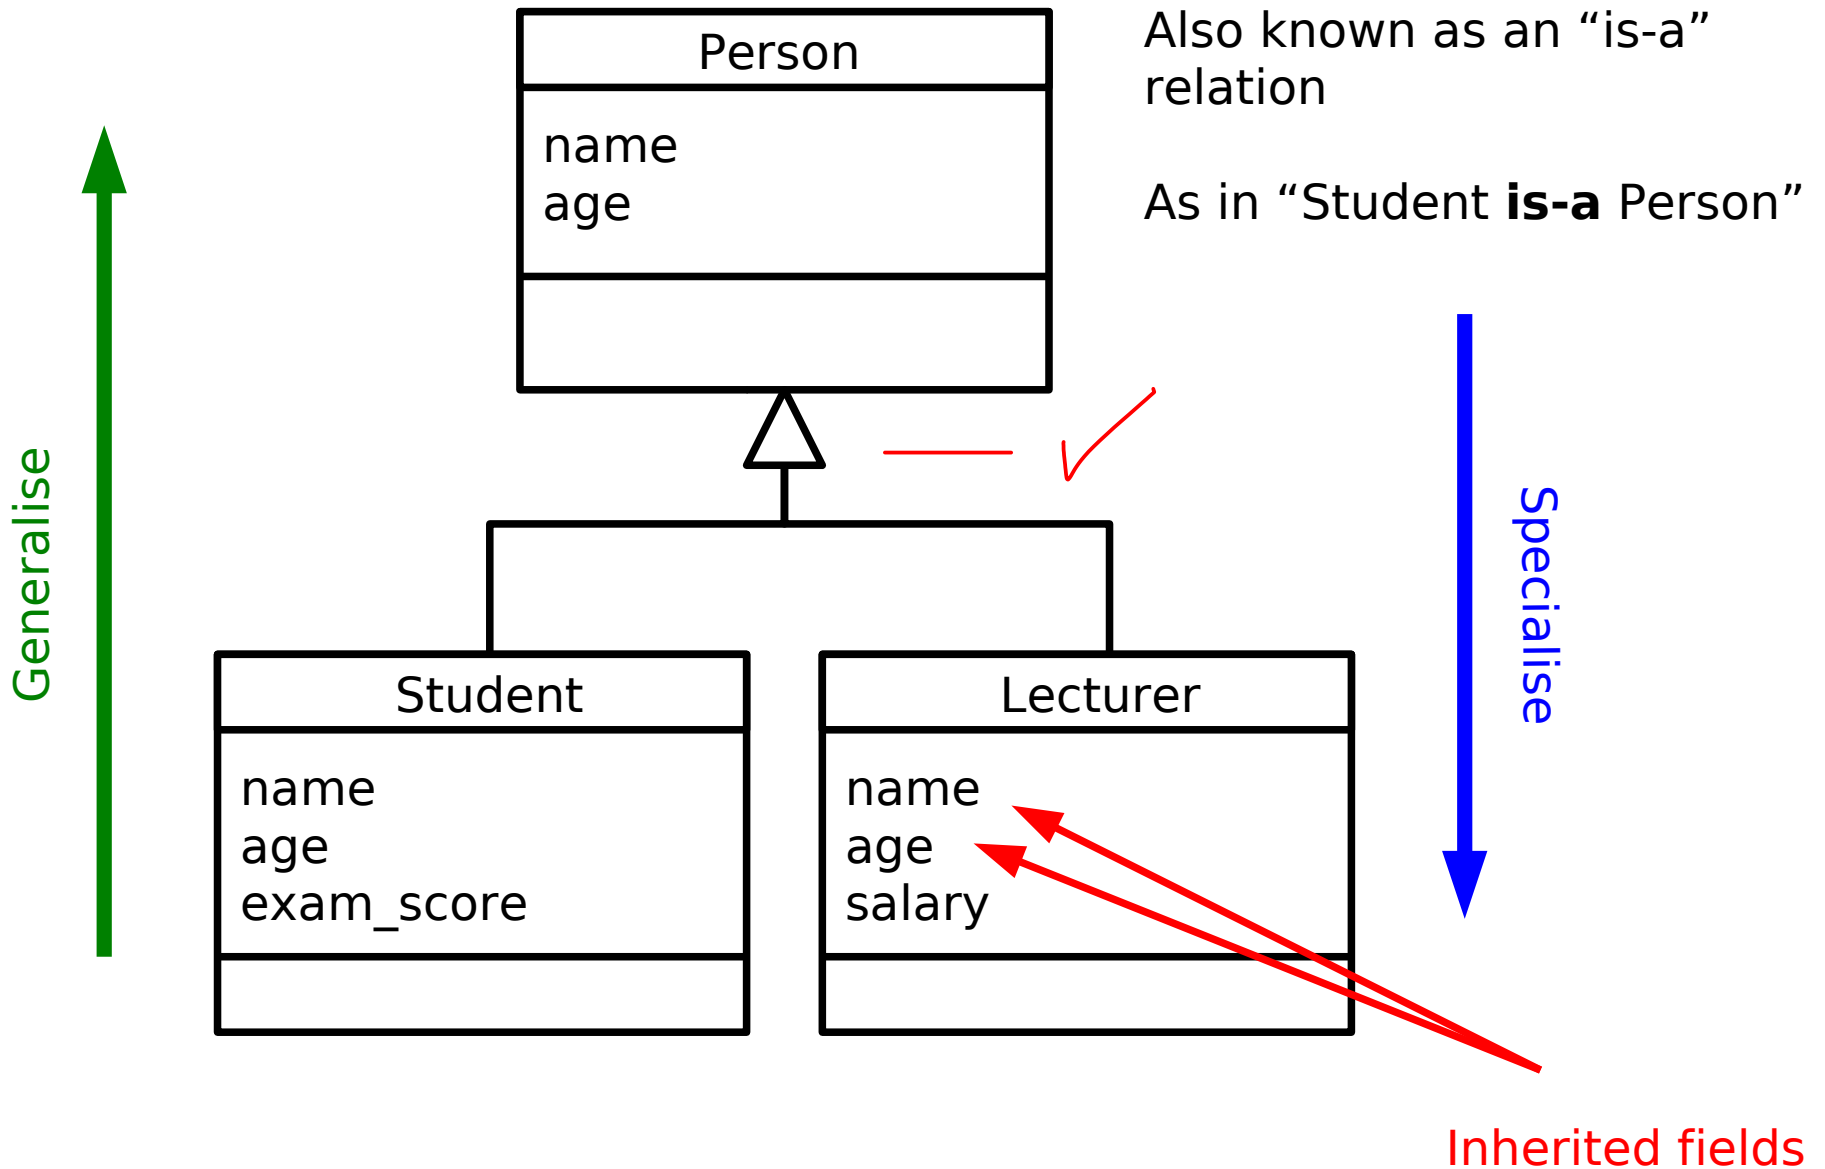 Person
name
age
Also known as an “is-a”
relation
As in “Student is-a Person”
Generalise
Specialise
Student
name
age
exam_score
Lecturer
name
age
salary
Inherited fields